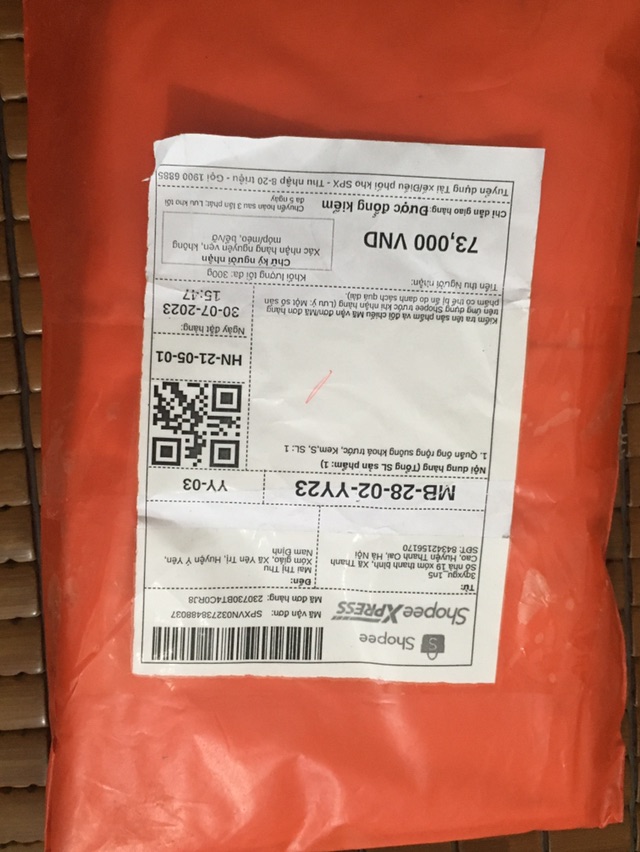 Shopee
Shopee XPRESS
Mã vận đơn: SPXVN032738488037
Mã đơn hàng: 23073OBT4C0RJ8
Từ:
3gyxgu_1n5
Số nhà 19 xóm thanh bình, Xã Thanh
Cao, Huyện Thanh Oai, Hà Nội
SĐT: 84342156170
Đến:
Mai Thị Thu
Xóm giáo, Xã Yên Trị, Huyện Ý Yên,
Nam Định
MB-28-02-YY23
YY-03
Nội dung hàng (Tổng SL sản phẩm: 1)
1. Quần ống rộng suông khoá trước, Kem,S, SL: 1
HN-21-05-01
Ngày đặt hàng:
30-07-2023
15:47
Kiểm tra tên sản phẩm và đối chiếu Mã vận đơn/Mã đơn hàng
trên ứng dụng Shopee trước khi nhận hàng (Lưu ý: Một số sản
phẩm có thể bị ẩn do danh sách quá dài).
Tiền thu Người nhận:
73,000 VND
Khối lượng tối đa: 300g
Chữ ký người nhận
Xác nhận hàng nguyên vẹn, không
móp/méo, bể/vỡ
Chỉ dẫn giao hàng: Được đồng kiểm
Chuyển hoàn sau 3 lần phát; Lưu kho tối
đa 5 ngày
Tuyển dụng Tài xế/Điều phối kho SPX - Thu nhập 8-20 triệu - Gọi 1900 6885